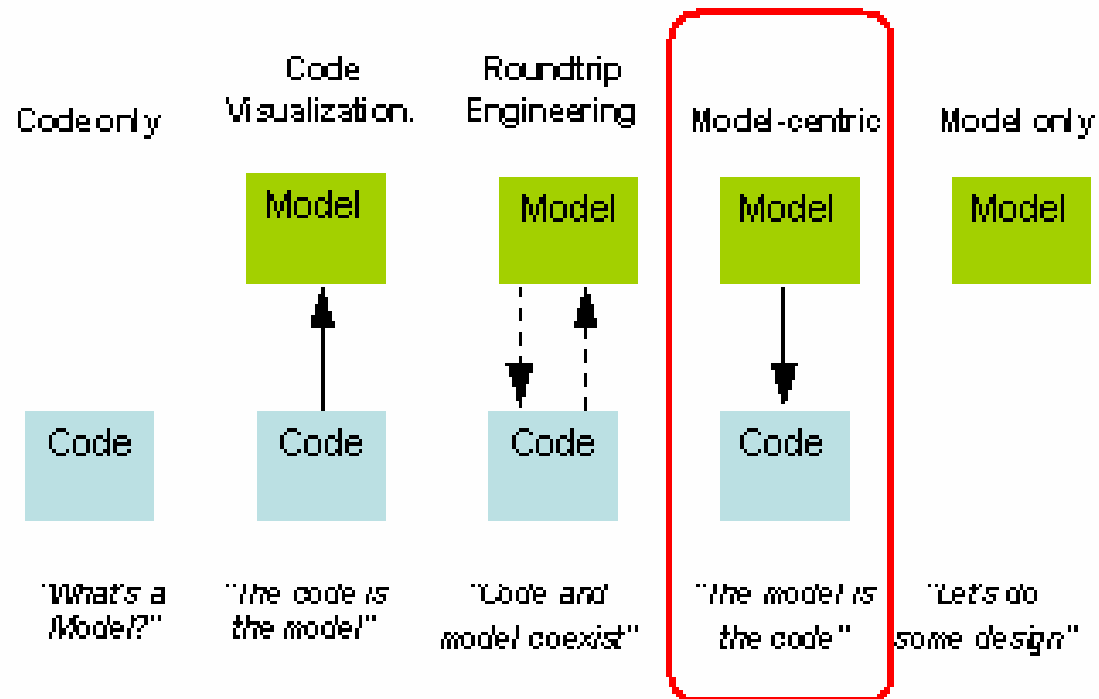 Code only
Code
Visualization.
Roundtrip
Engineering
Model-centric
Model only
Model
Model
Model
Model
Code
Code
Code
Code
"What's a
Model?"
"The code is
the model"
"Code and
model coexist"
"The model is
the code"
"Let's do
some design"